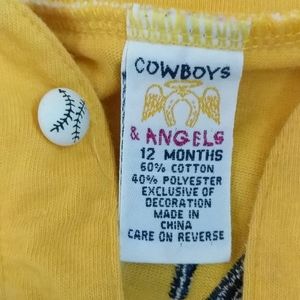 COWBOYS
& ANGELS
12 MONTHS
60% COTTON
40% POLYESTER
EXCLUSIVE OF
DECORATION
MADE IN
CHINA
CARE ON REVERSE